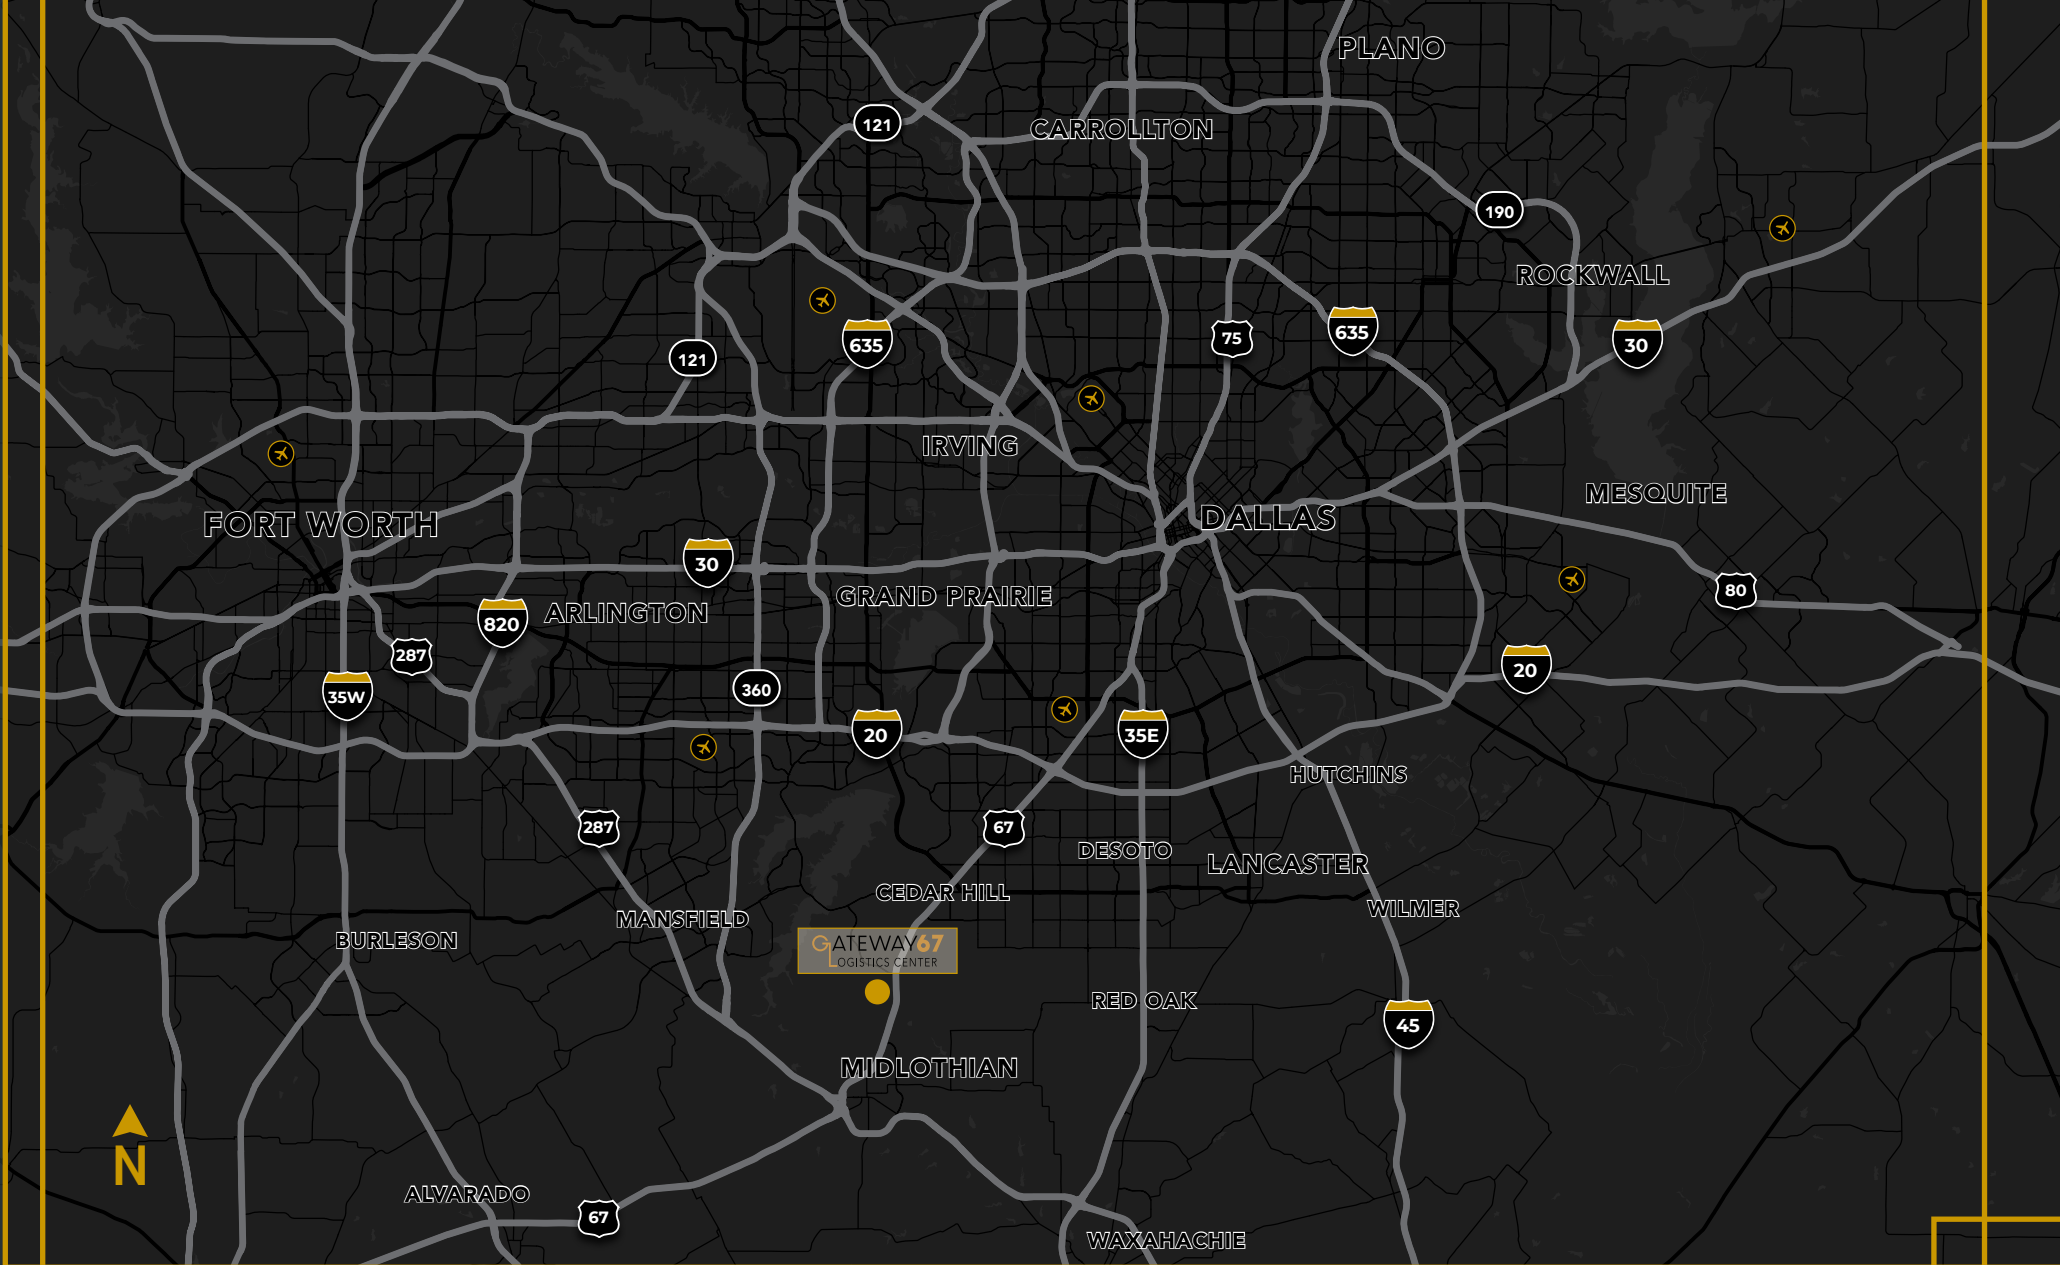 PLANO
121
CARROLLTON
190
ROCKWALL
635
75
635
30
121
IRVING
MESQUITE
FORT WORTH
DALLAS
30
80
GRAND PRAIRIE
820
ARLINGTON
287
20
35W
360
20
35E
HUTCHINS
287
67
DESOTO
LANCASTER
CEDAR HILL
WILMER
MANSFIELD
BURLESON
GATEWAY67
LOGISTICS CENTER
RED OAK
45
MIDLOTHIAN
N
ALVARADO
67
WAXAHACHIE